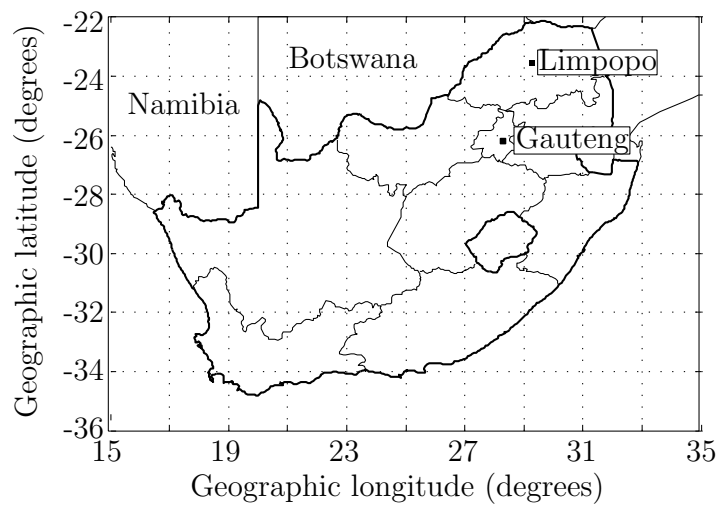 Geographic latitude (degrees)
-22
-24
-26
-28
-30
-32
-34
-36
Botswana
Limpopo
Namibia
Gauteng
15 19 23 27 31 35
Geographic longitude (degrees)